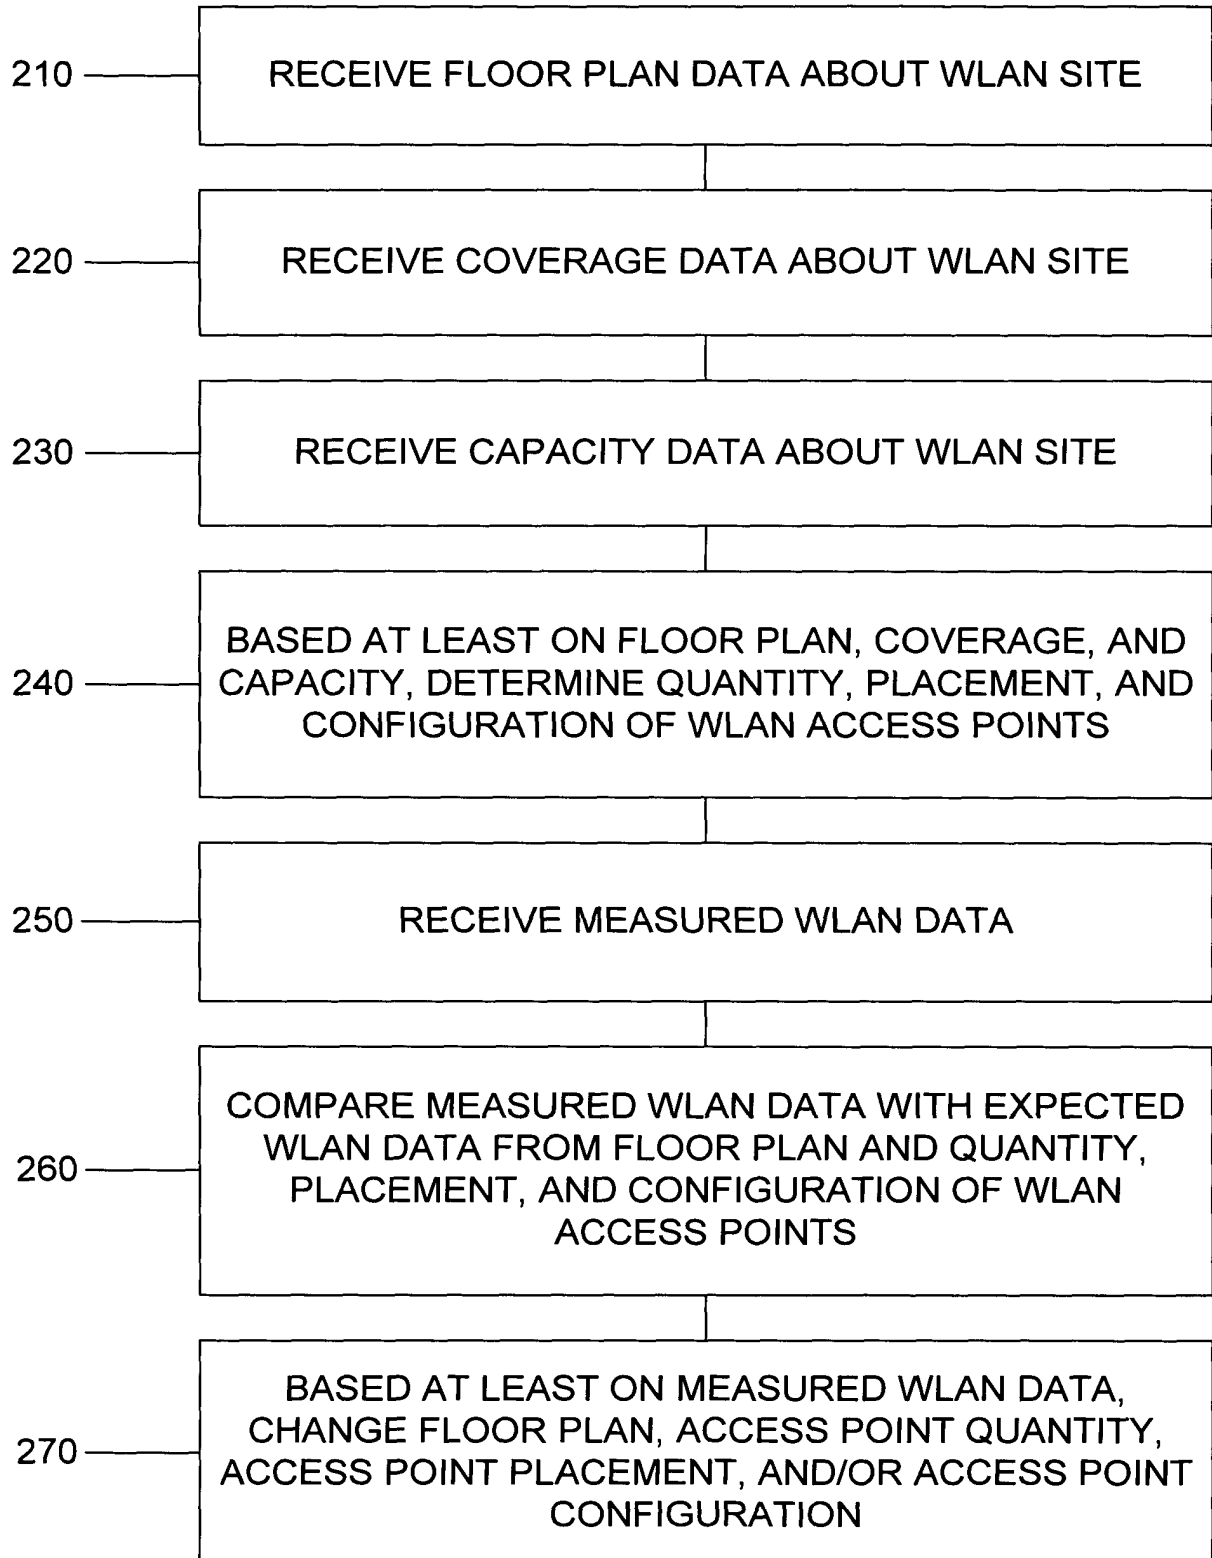 210
RECEIVE FLOOR PLAN DATA ABOUT WLAN SITE
220
RECEIVE COVERAGE DATA ABOUT WLAN SITE
230
RECEIVE CAPACITY DATA ABOUT WLAN SITE
240
BASED AT LEAST ON FLOOR PLAN, COVERAGE, AND
CAPACITY, DETERMINE QUANTITY, PLACEMENT, AND
CONFIGURATION OF WLAN ACCESS POINTS
250
RECEIVE MEASURED WLAN DATA
260
COMPARE MEASURED WLAN DATA WITH EXPECTED
WLAN DATA FROM FLOOR PLAN AND QUANTITY,
PLACEMENT, AND CONFIGURATION OF WLAN
ACCESS POINTS
270
BASED AT LEAST ON MEASURED WLAN DATA,
CHANGE FLOOR PLAN, ACCESS POINT QUANTITY,
ACCESS POINT PLACEMENT, AND/OR ACCESS POINT
CONFIGURATION